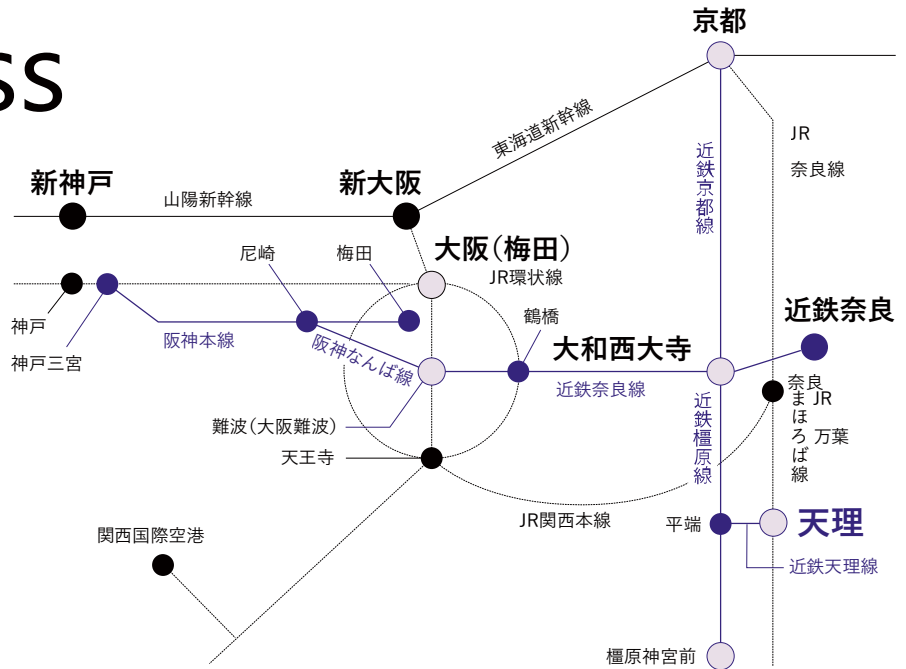 ss
京都
東海道新幹線
JR
奈良線
近鉄京都線
新神戸
山陽新幹線
新大阪
大阪(梅田)
JR環状線
尼崎
梅田
鶴橋
近鉄奈良
大和西大寺
神戸
神戸三宮
阪神本線
阪神なんば線
近鉄奈良線
奈良
JR
万葉
まほろば線
近鉄橿原線
難波(大阪難波)
天王寺
JR関西本線
平端
天理
関西国際空港
近鉄天理線
橿原神宮前